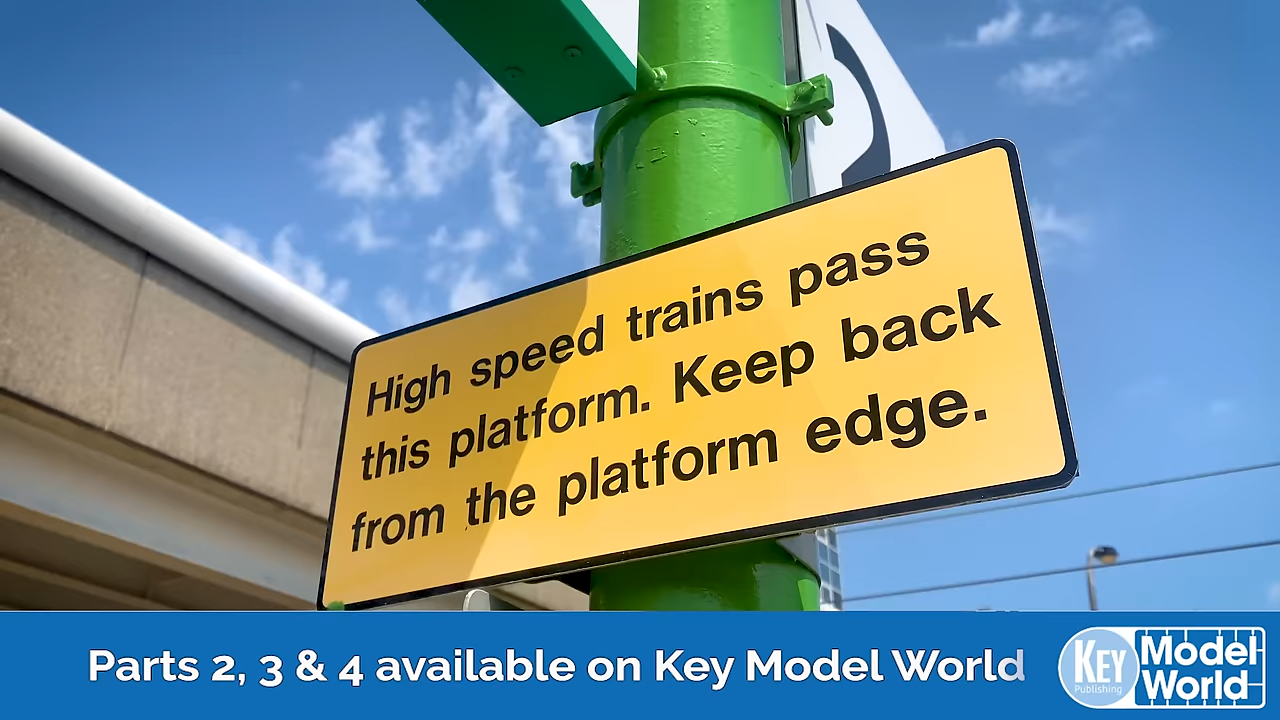 High speed trains pass
this platform. Keep back
from the platform edge.
Parts 2, 3 & 4 available on Key Model World
KEY
Publishing
Model
World